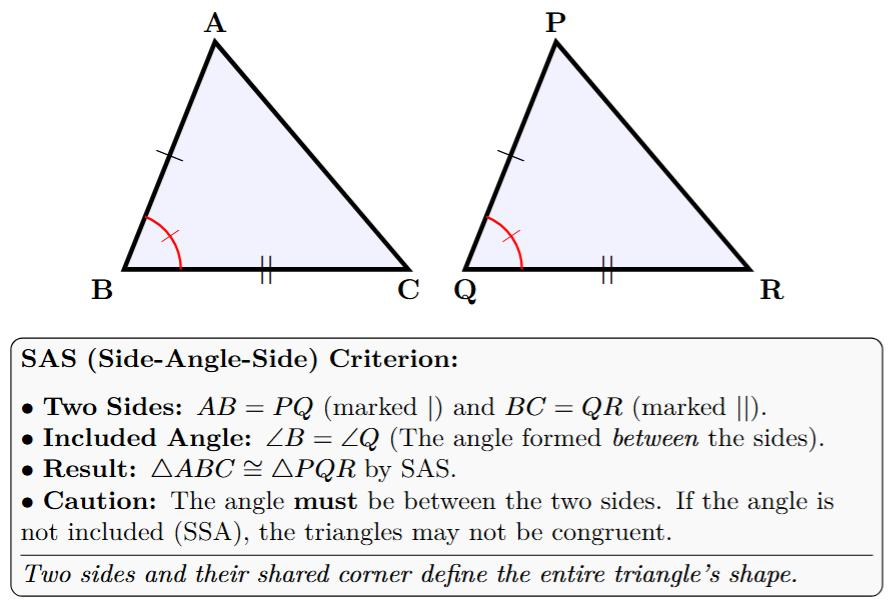 A
P
B
C
Q
R
SAS (Side-Angle-Side) Criterion:
• Two Sides: AB = PQ (marked |) and BC = QR (marked ||).
• Included Angle: ∠B = ∠Q (The angle formed between the sides).
• Result: △ABC ≅ △PQR by SAS.
• Caution: The angle must be between the two sides. If the angle is
not included (SSA), the triangles may not be congruent.
Two sides and their shared corner define the entire triangle's shape.